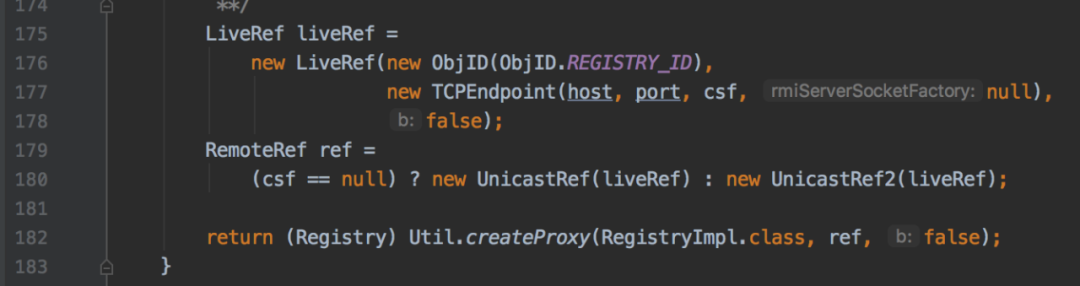 174 **/
175 LiveRef liveRef =
176 new LiveRef(new ObjID(ObjID.REGISTRY_ID),
177 new TCPEndpoint(host, port, csf, rmiServerSocketFactory: null),
178 b: false);
179 RemoteRef ref =
180 (csf == null) ? new UnicastRef(liveRef) : new UnicastRef2(liveRef);
181
182 return (Registry) Util.createProxy(RegistryImpl.class, ref, b: false);
183 }